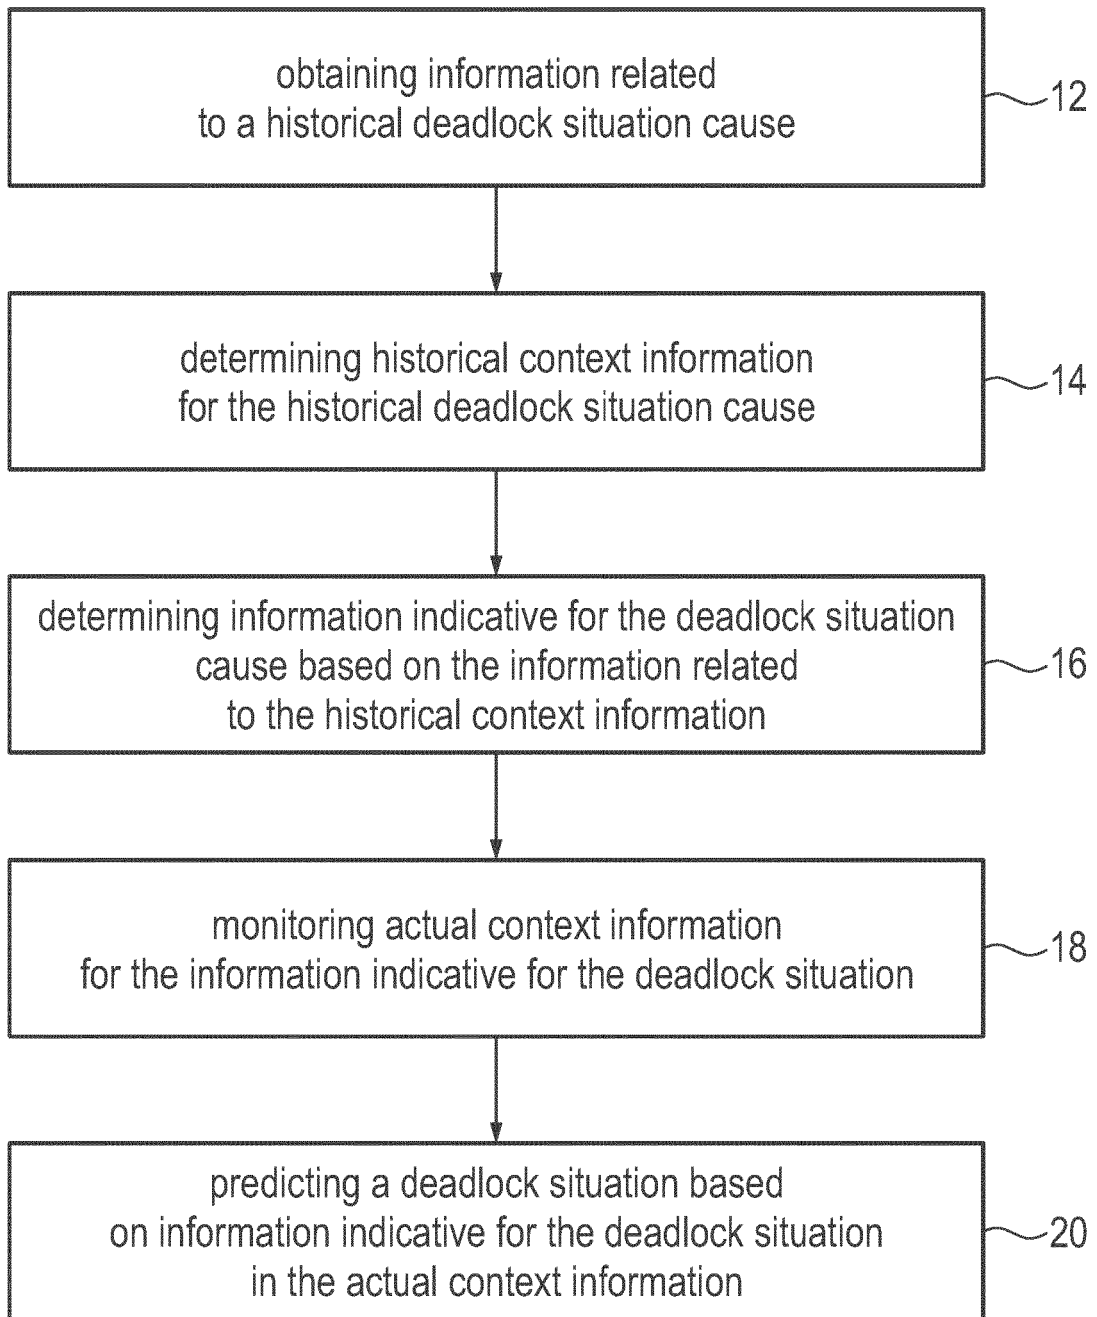 obtaining information related
to a historical deadlock situation cause
12
determining historical context information
for the historical deadlock situation cause
14
determining information indicative for the deadlock situation
cause based on the information related
to the historical context information
16
monitoring actual context information
for the information indicative for the deadlock situation
18
predicting a deadlock situation based
on information indicative for the deadlock situation
in the actual context information
20